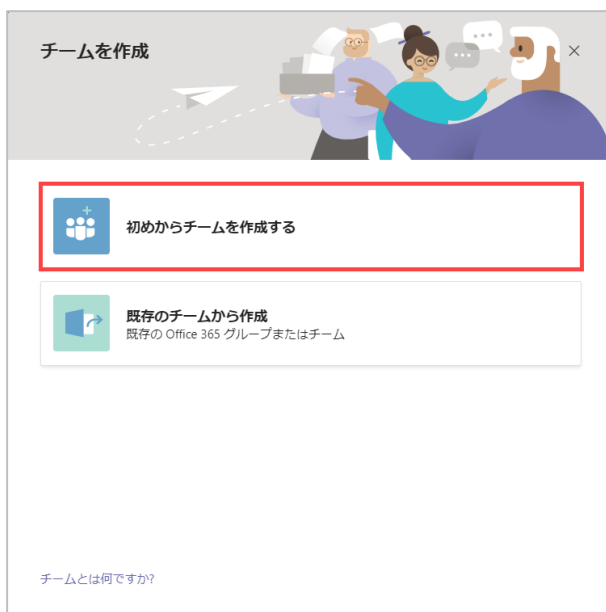 チームを作成
初めからチームを作成する
既存のチームから作成
既存の Office 365 グループまたはチーム
チームとは何ですか?